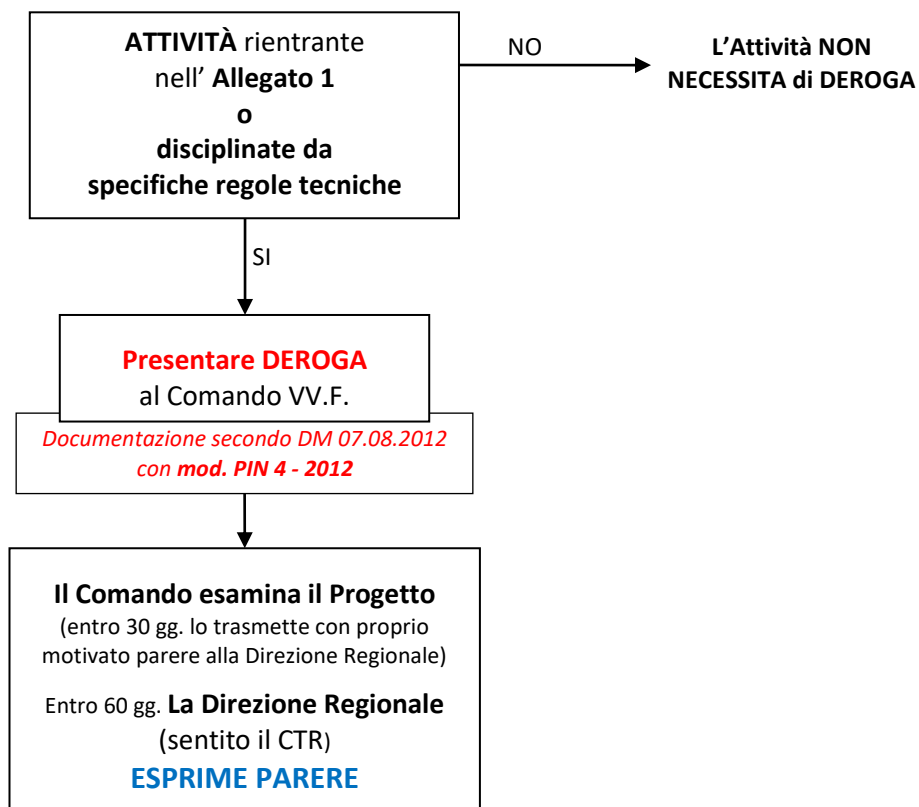 ATTIVITÀ rientrante
nell’ Allegato 1
o
disciplinate da
specifiche regole tecniche
NO
L’Attività NON
NECESSITA di DEROGA
SI
Presentare DEROGA
al Comando VV.F.
Documentazione secondo DM 07.08.2012
con mod. PIN 4 - 2012
Il Comando esamina il Progetto
(entro 30 gg. lo trasmette con proprio
motivato parere alla Direzione Regionale)
Entro 60 gg. La Direzione Regionale
(sentito il CTR)
ESPRIME PARERE